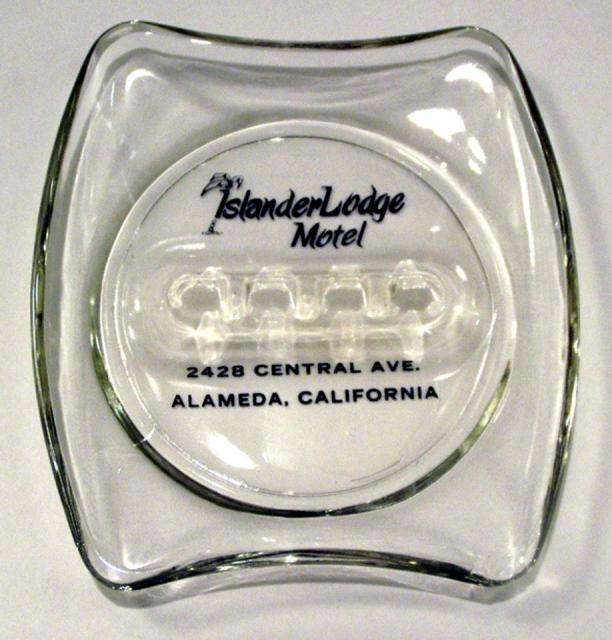 IslanderLodge
Motel
2428 CENTRAL AVE.
ALAMEDA, CALIFORNIA